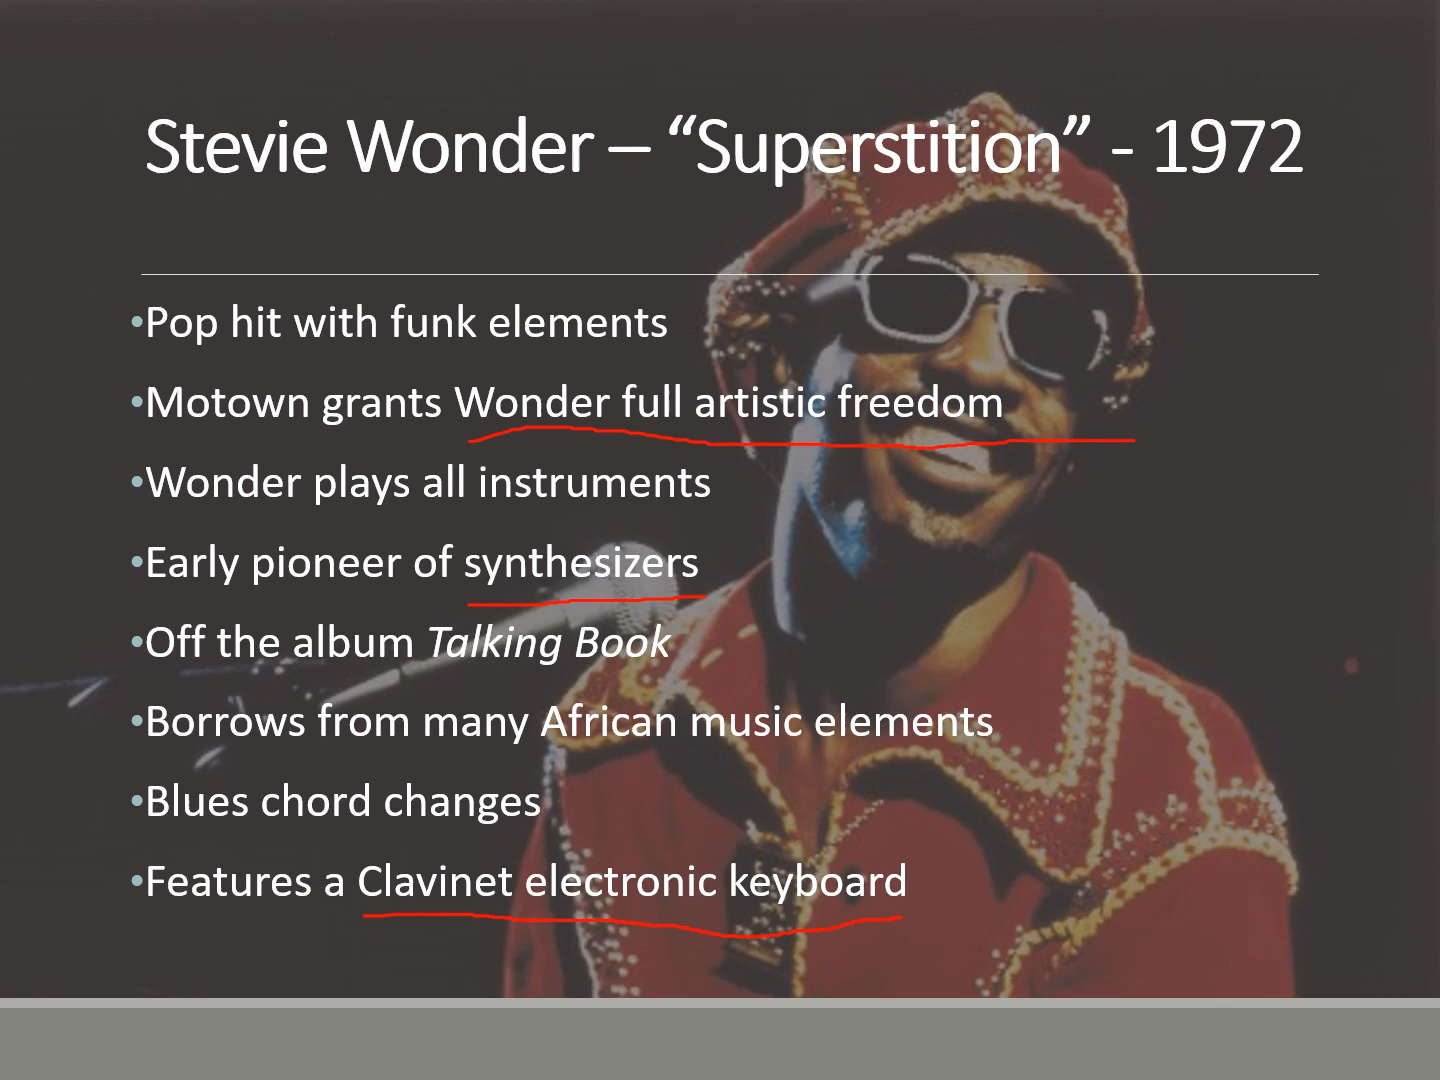 Stevie Wonder – “Superstition” - 1972
•Pop hit with funk elements
•Motown grants Wonder full artistic freedom
•Wonder plays all instruments
•Early pioneer of synthesizers
•Off the album Talking Book
•Borrows from many African music elements
•Blues chord changes
•Features a Clavinet electronic keyboard